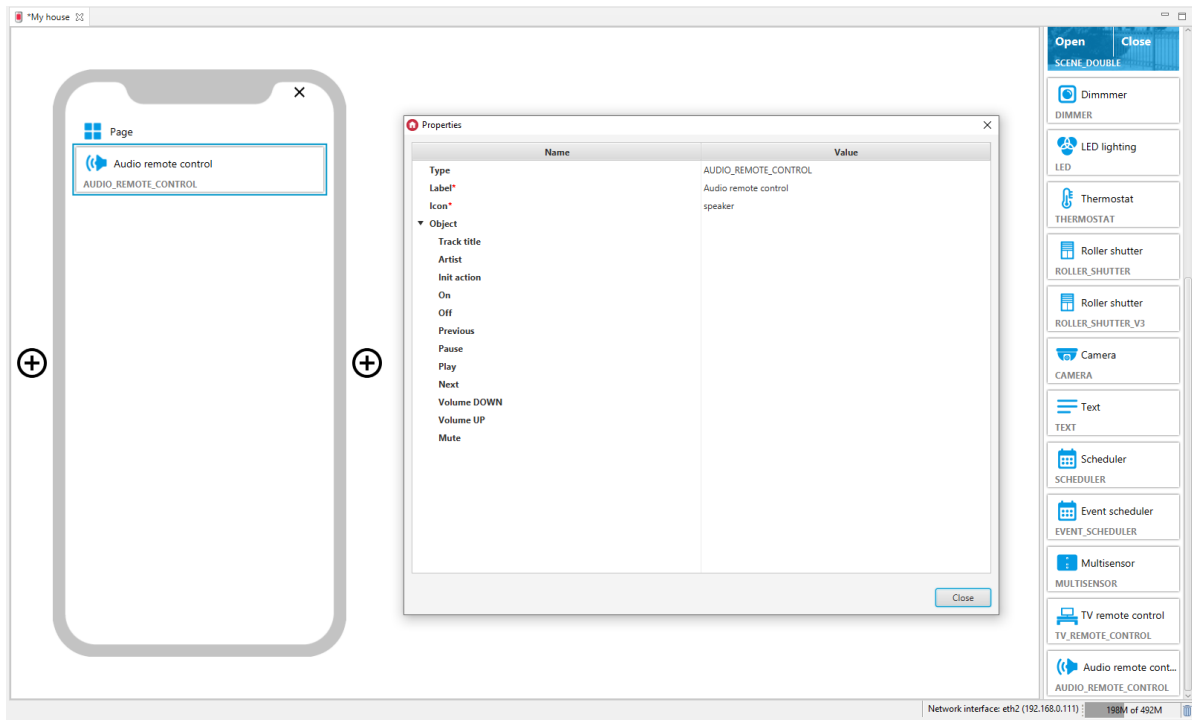 *My house
Page
Audio remote control
AUDIO_REMOTE_CONTROL
Properties
Name Value
Type AUDIO_REMOTE_CONTROL
Label* Audio remote control
Icon* speaker
Object
Track title
Artist
Init action
On
Off
Previous
Pause
Play
Next
Volume DOWN
Volume UP
Mute
Close
Open Close
SCENE_DOUBLE
Dimmmer
DIMMER
LED lighting
LED
Thermostat
THERMOSTAT
Roller shutter
ROLLER_SHUTTER
Roller shutter
ROLLER_SHUTTER_V3
Camera
CAMERA
Text
TEXT
Scheduler
SCHEDULER
Event scheduler
EVENT_SCHEDULER
Multisensor
MULTISENSOR
TV remote control
TV_REMOTE_CONTROL
Audio remote cont...
AUDIO_REMOTE_CONTROL
Network interface: eth2 (192.168.0.111) 198M of 492M